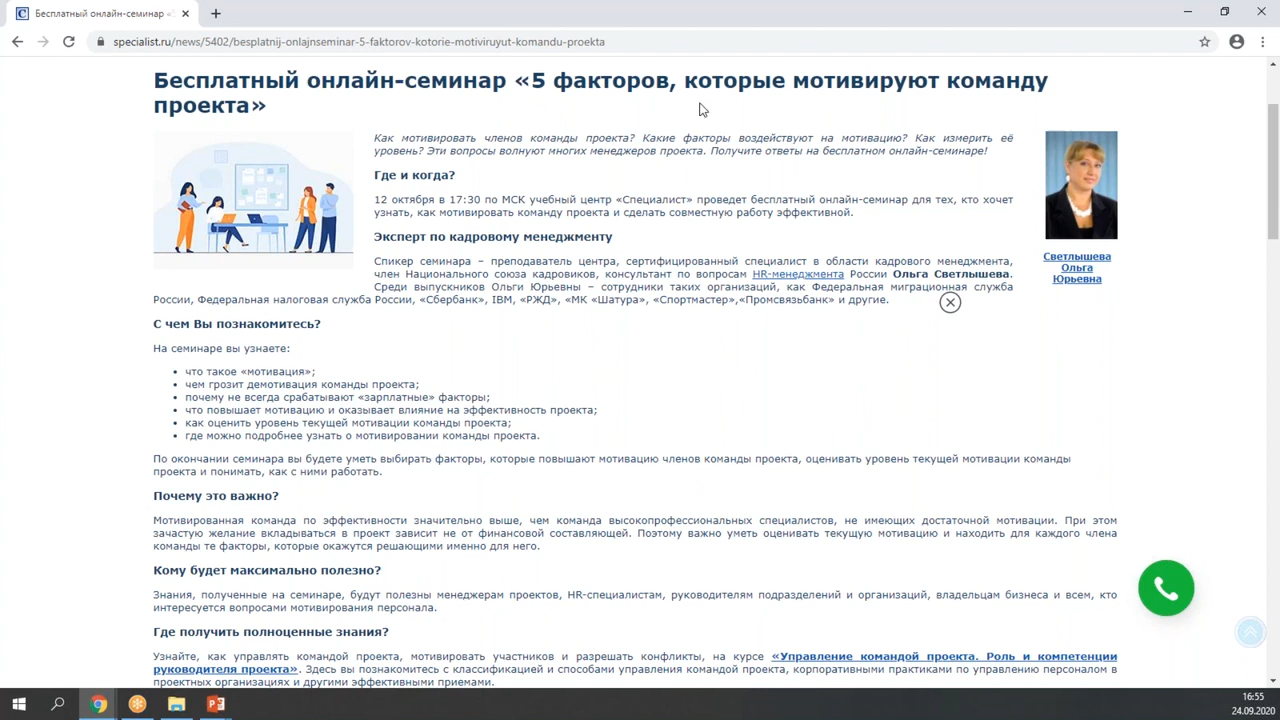 Бесплатный онлайн-семинар «5
specialist.ru/news/5402/besplatnij-onlajnseminar-5-faktorov-kotorie-motiviruyut-komandu-proekta
Бесплатный онлайн-семинар «5 факторов, которые мотивируют команду
проекта»
Как мотивировать членов команды проекта? Какие факторы воздействуют на мотивацию? Как измерить её
уровень? Эти вопросы волнуют многих менеджеров проекта. Получите ответы на бесплатном онлайн-семинаре!
Где и когда?
12 октября в 17:30 по МСК учебный центр «Специалист» проведет бесплатный онлайн-семинар для тех, кто хочет
узнать, как мотивировать команду проекта и сделать совместную работу эффективной.
Эксперт по кадровому менеджменту
Спикер семинара – преподаватель центра, сертифицированный специалист в области кадрового менеджмента,
член Национального союза кадровиков, консультант по вопросам HR-менеджмента России Ольга Светлышева.
Среди выпускников Ольги Юрьевны – сотрудники таких организаций, как Федеральная миграционная служба
России, Федеральная налоговая служба России, «Сбербанк», IBM, «РЖД», «МК «Шатура», «Спортмастер»,«Промсвязьбанк» и другие.
Светлышева
Ольга
Юрьевна
С чем Вы познакомитесь?
На семинаре вы узнаете:
• что такое «мотивация»;
• чем грозит демотивация команды проекта;
• почему не всегда срабатывают «зарплатные» факторы;
• что повышает мотивацию и оказывает влияние на эффективность проекта;
• как оценить уровень текущей мотивации команды проекта;
• где можно подробнее узнать о мотивировании команды проекта.
По окончании семинара вы будете уметь выбирать факторы, которые повышают мотивацию членов команды проекта, оценивать уровень текущей мотивации команды
проекта и понимать, как с ними работать.
Почему это важно?
Мотивированная команда по эффективности значительно выше, чем команда высокопрофессиональных специалистов, не имеющих достаточной мотивации. При этом
зачастую желание вкладываться в проект зависит не от финансовой составляющей. Поэтому важно уметь оценивать текущую мотивацию и находить для каждого члена
команды те факторы, которые окажутся решающими именно для него.
Кому будет максимально полезно?
Знания, полученные на семинаре, будут полезны менеджерам проектов, HR-специалистам, руководителям подразделений и организаций, владельцам бизнеса и всем, кто
интересуется вопросами мотивирования персонала.
Где получить полноценные знания?
Узнайте, как управлять командой проекта, мотивировать участников и разрешать конфликты, на курсе «Управление командой проекта. Роль и компетенции
руководителя проекта». Здесь вы познакомитесь с классификацией и способами управления командой проекта, корпоративными практиками по управлению персоналом в
проектных организациях и другими эффективными приемами.
16:55
24.09.2020